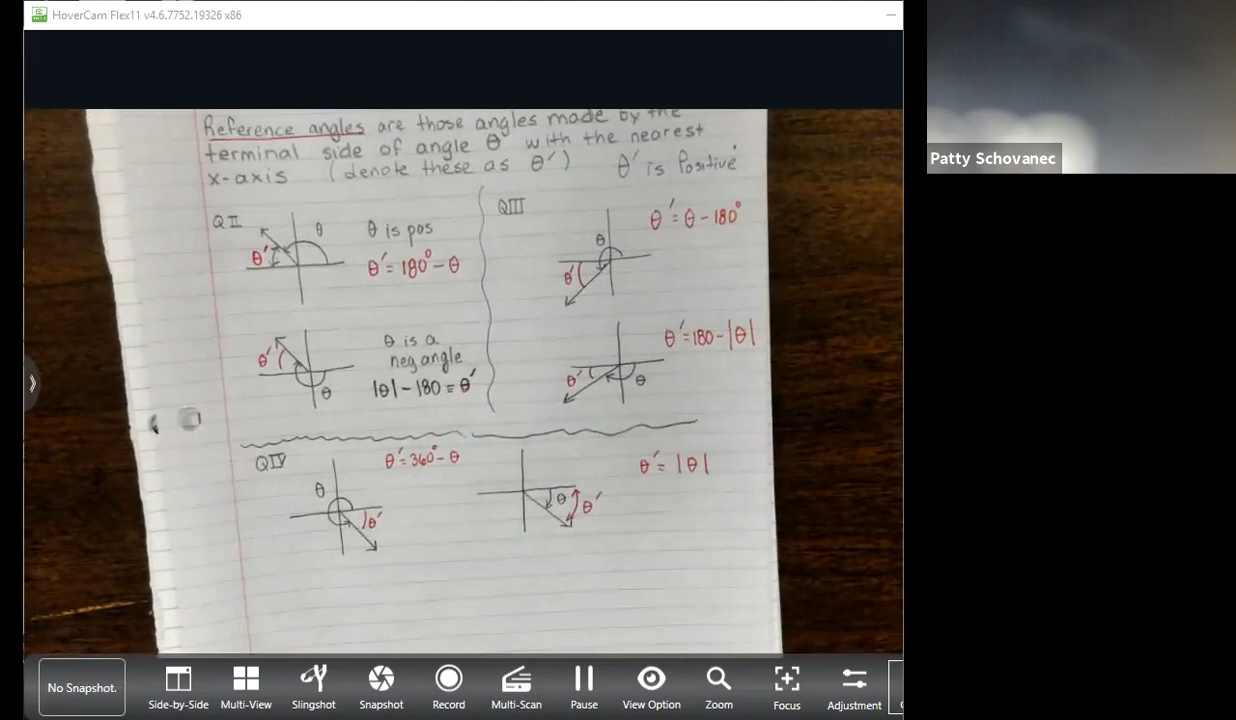 HoverCam Flex11 v4.6.7752.19326 x86
Patty Schovanec
Reference angles are those angles made by the
terminal side of angle θ with the nearest
x-axis (denote these as θ′) θ′ is Positive
QII
θ
θ′
θ is pos
θ′ = 180° - θ
θ′
θ
θ is a
neg angle
|θ| - 180 = θ′
QIII
θ
θ′
θ′ = θ - 180°
θ′
θ
θ′ = 180 - |θ|
QIV
θ
θ′
θ′ = 360° - θ
θ
θ′
θ′ = |θ|
No Snapshot.
Side-by-Side
Multi-View
Slingshot
Snapshot
Record
Multi-Scan
Pause
View Option
Zoom
Focus
Adjustment